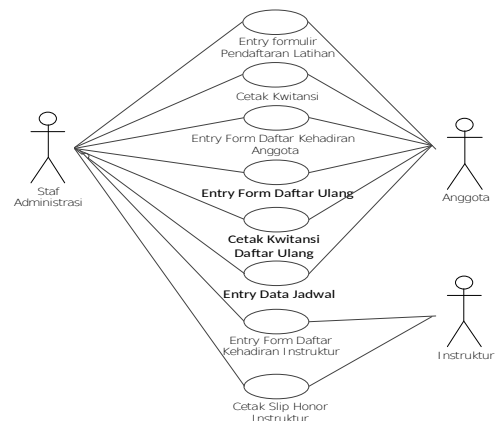 Entry formulir
Pendaftaran Latihan
Cetak Kwitansi
Entry Form Daftar Kehadiran
Anggota
Entry Form Daftar Ulang
Staf
Administrasi
Anggota
Cetak Kwitansi
Daftar Ulang
Entry Data Jadwal
Entry Form Daftar
Kehadiran Instruktur
Instruktur
Cetak Slip Honor
Instruktur